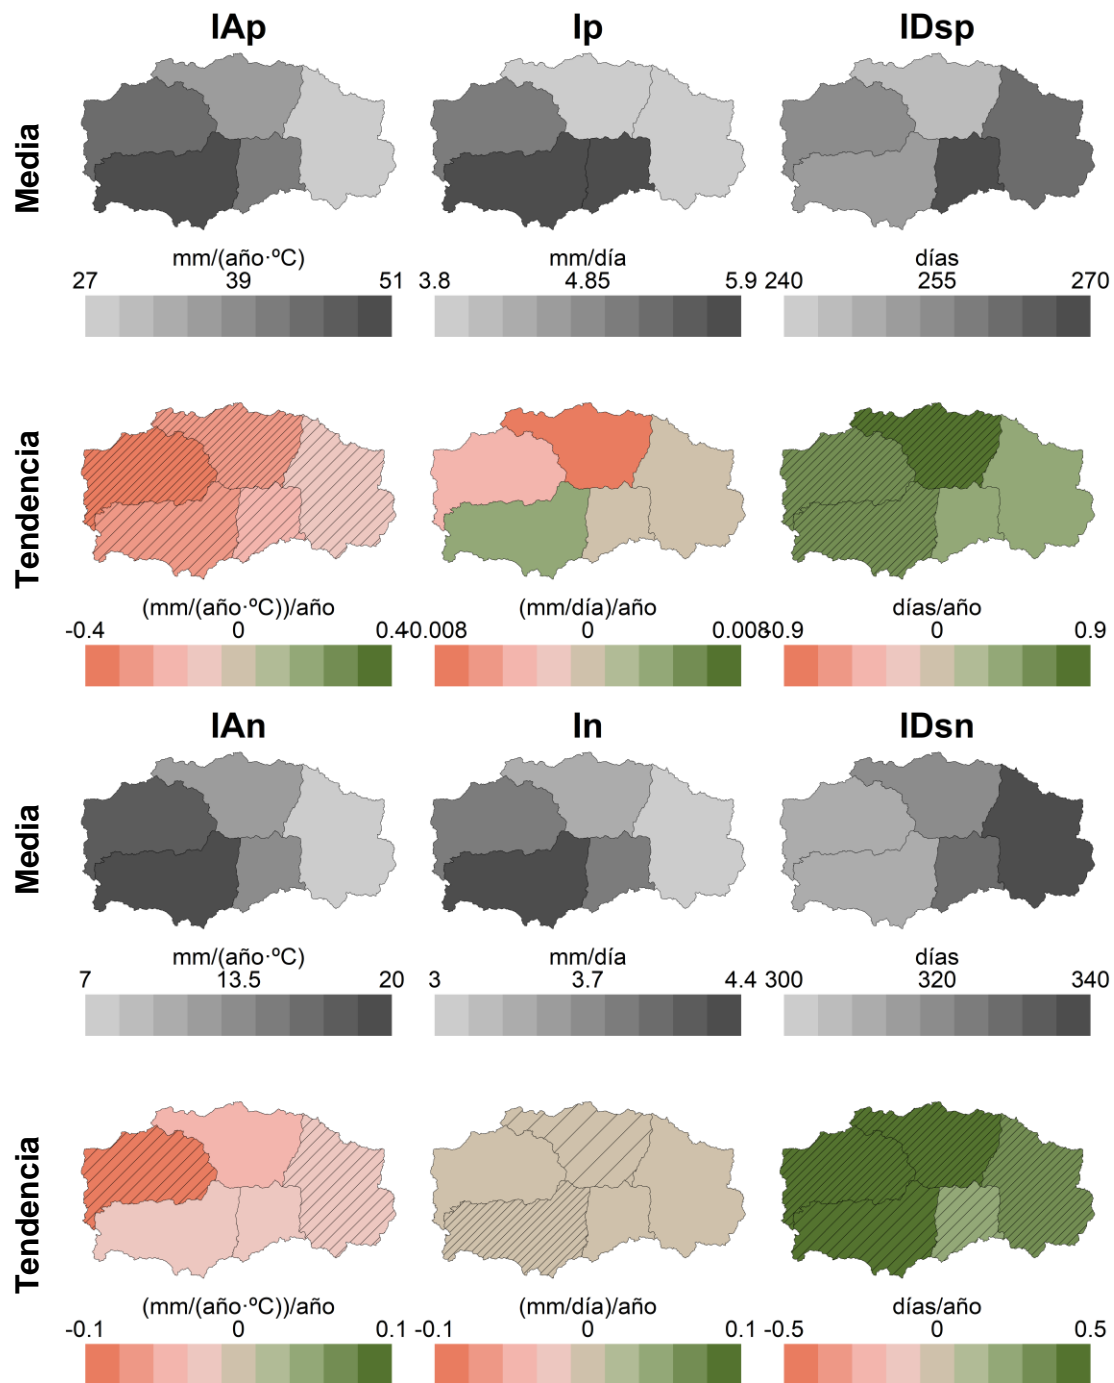 IAp Ip IDsp
Media
mm/(año·ºC) mm/día días
27 39 51 3.8 4.85 5.9 240 255 270
Tendencia
(mm/(año·ºC))/año (mm/día)/año días/año
-0.4 0 0.4 0.008 0 0.008 -0.9 0 0.9
IAn In IDsn
Media
mm/(año·ºC) mm/día días
7 13.5 20 3 3.7 4.4 300 320 340
Tendencia
(mm/(año·ºC))/año (mm/día)/año días/año
-0.1 0 0.1 -0.1 0 0.1 -0.5 0 0.5